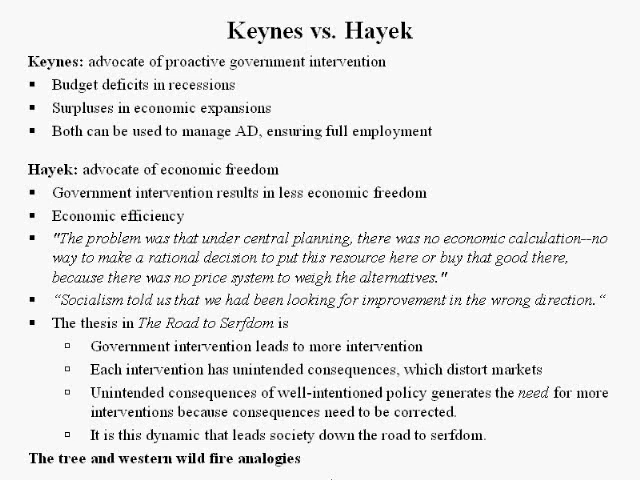 Keynes vs. Hayek
Keynes: advocate of proactive government intervention
▪ Budget deficits in recessions
▪ Surpluses in economic expansions
▪ Both can be used to manage AD, ensuring full employment
Hayek: advocate of economic freedom
▪ Government intervention results in less economic freedom
▪ Economic efficiency
▪ "The problem was that under central planning, there was no economic calculation--no
way to make a rational decision to put this resource here or buy that good there,
because there was no price system to weigh the alternatives."
▪ “Socialism told us that we had been looking for improvement in the wrong direction.“
▪ The thesis in The Road to Serfdom is
▫ Government intervention leads to more intervention
▫ Each intervention has unintended consequences, which distort markets
▫ Unintended consequences of well-intentioned policy generates the need for more
interventions because consequences need to be corrected.
▫ It is this dynamic that leads society down the road to serfdom.
The tree and western wild fire analogies